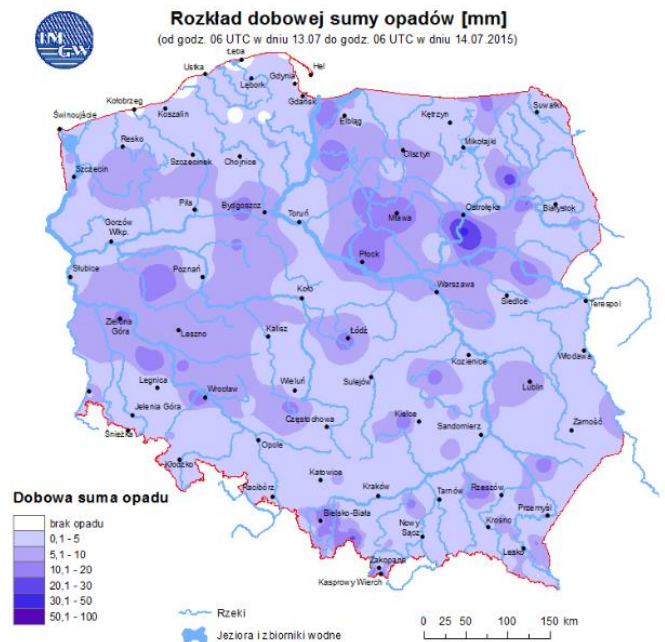 Rozkład dobowej sumy opadów [mm]
(od godz. 06 UTC w dniu 13.07 do godz. 06 UTC w dniu 14.07.2015)
IM
GW
Łeba
Ustka
Hel
Lębork
Gdynia
Gdańsk
Kołobrzeg
Koszalin
Świnoujście
Elbląg
Kętrzyn
Suwałki
Resko
Szczecinek
Chojnice
Olsztyn
Mikołajki
Szczecin
Piła
Bydgoszcz
Toruń
Mława
Ostrołęka
Białystok
Gorzów
Wlkp.
Płock
Słubice
Poznań
Koło
Warszawa
Siedlce
Terespol
Zielona
Góra
Leszno
Kalisz
Łódź
Kozienice
Włodawa
Legnica
Wrocław
Wieluń
Sulejów
Lublin
Jelenia Góra
Śnieżka
Częstochowa
Kielce
Sandomierz
Zamość
Opole
Kłodzko
Racibórz
Katowice
Kraków
Tarnów
Rzeszów
Przemyśl
Bielsko-Biała
Nowy
Sącz
Krosno
Lesko
Zakopane
Kasprowy Wierch
Dobowa suma opadu
brak opadu
0,1 - 5
5,1 - 10
10,1 - 20
20,1 - 30
30,1 - 50
50,1 - 100
Rzeki
Jeziora i zbiorniki wodne
0 25 50 100 150 km